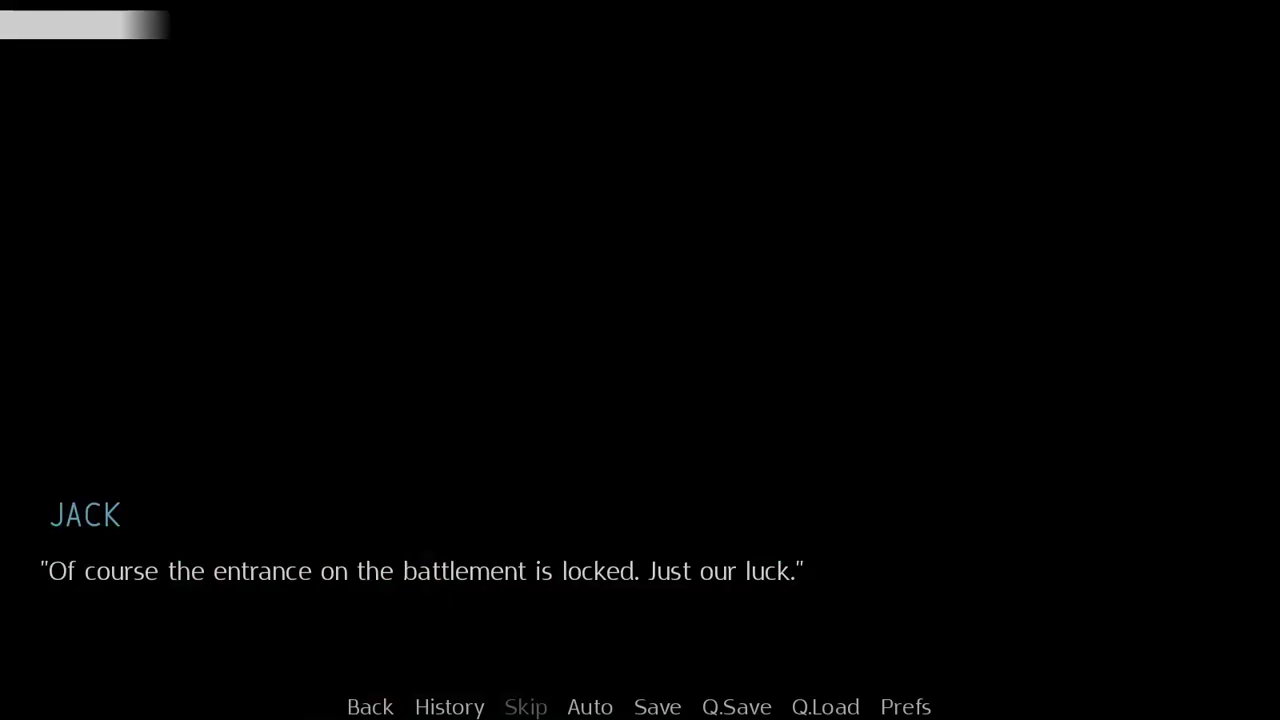 JACK
"Of course the entrance on the battlement is locked. Just our luck."
Back History Skip Auto Save Q.Save Q.Load Prefs